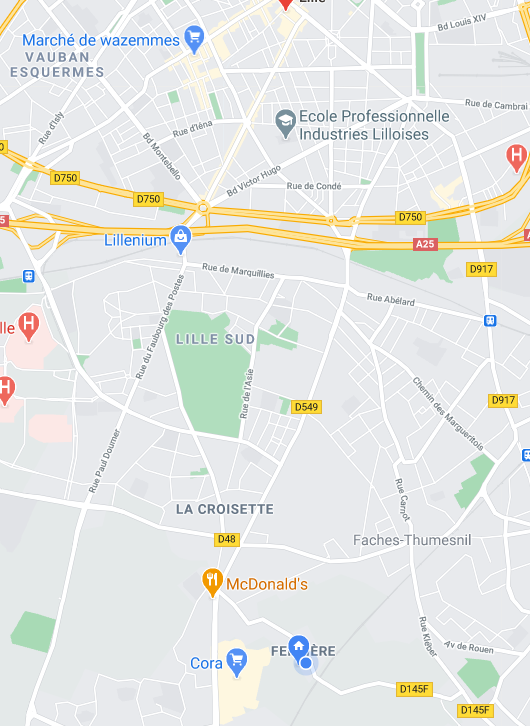 Lille
Bd Louis XIV
Marché de wazemmes
VAUBAN
ESQUERMES
Rue de Cambrai
Rue d'Isly
Rue d'Iéna
Ecole Professionnelle
Industries Lilloises
Bd Montebello
H
D750
Bd Victor Hugo
Rue de Condé
D750
D750
A25
Lillenium
D917
Rue de Marquillies
Rue Abélard
H
lle
LILLE SUD
Rue du Faubourg des Postes
Rue de l'Asie
H
D549
Chemin des Margueritois
D917
Rue Paul Doumer
Rue Carnot
LA CROISETTE
D48
Faches-Thumesnil
McDonald's
Rue Kléber
Av de Rouen
Cora
D145F
D145F